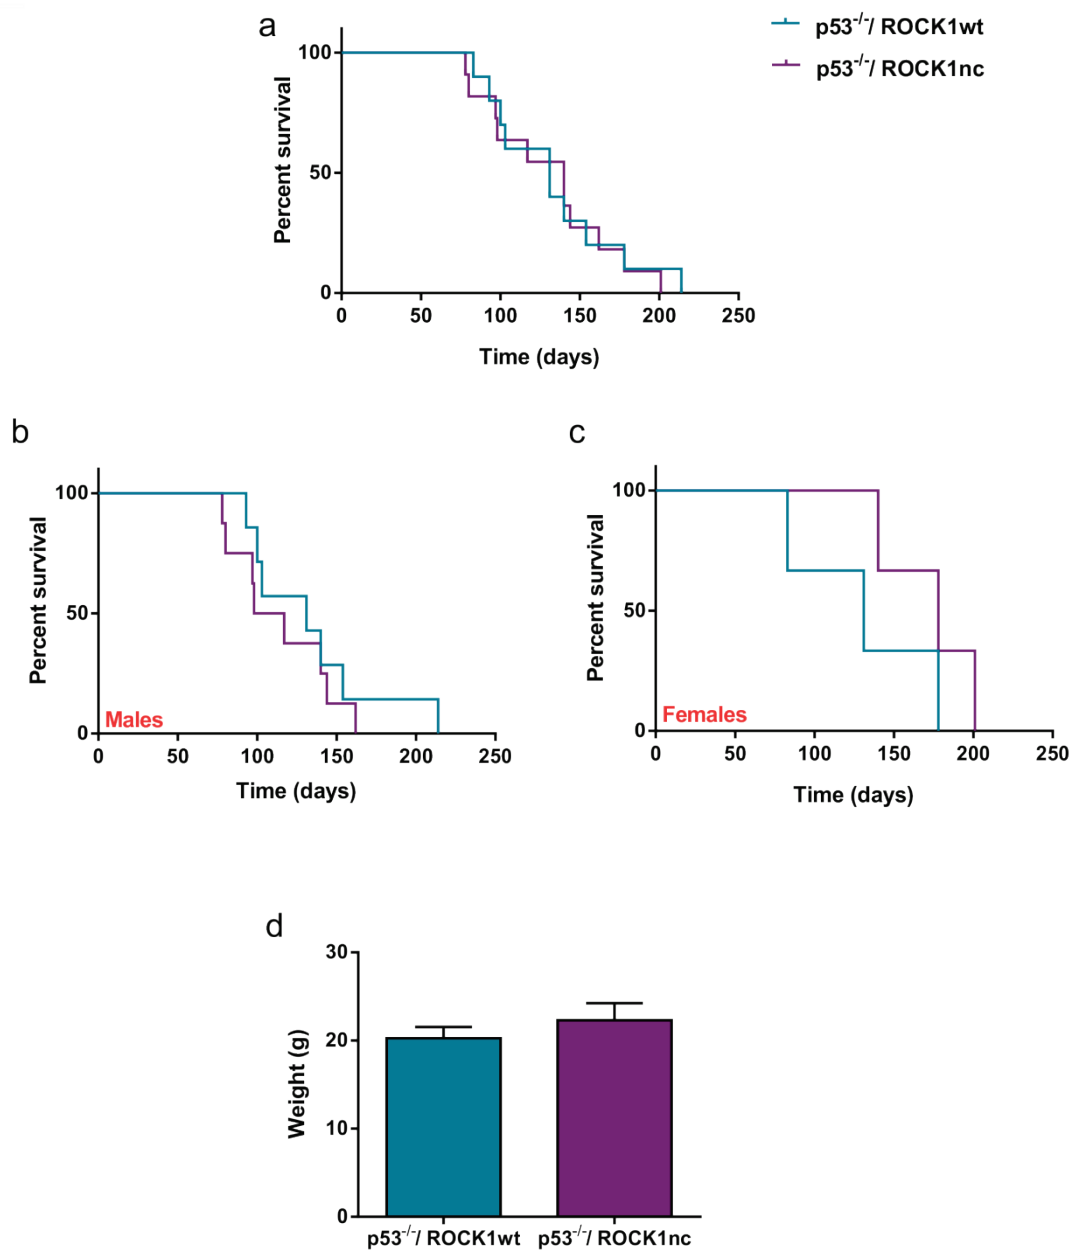 a
p53-/-/ ROCK1wt
p53-/-/ ROCK1nc
Percent survival
100
50
0
0 50 100 150 200 250
Time (days)
b
Percent survival
100
50
0
Males
0 50 100 150 200 250
Time (days)
c
Percent survival
100
50
0
Females
0 50 100 150 200 250
Time (days)
d
Weight (g)
30
20
10
0
p53-/-/ ROCK1wt p53-/-/ ROCK1nc